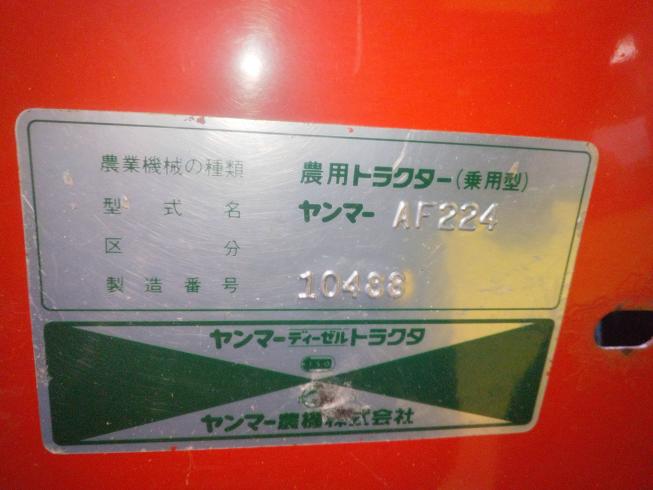 農業機械の種類 農用トラクター(乗用型)
型式名 ヤンマー AF224
区分
製造番号 10488
ヤンマーディーゼルトラクタ
ヤンマー農機株式会社